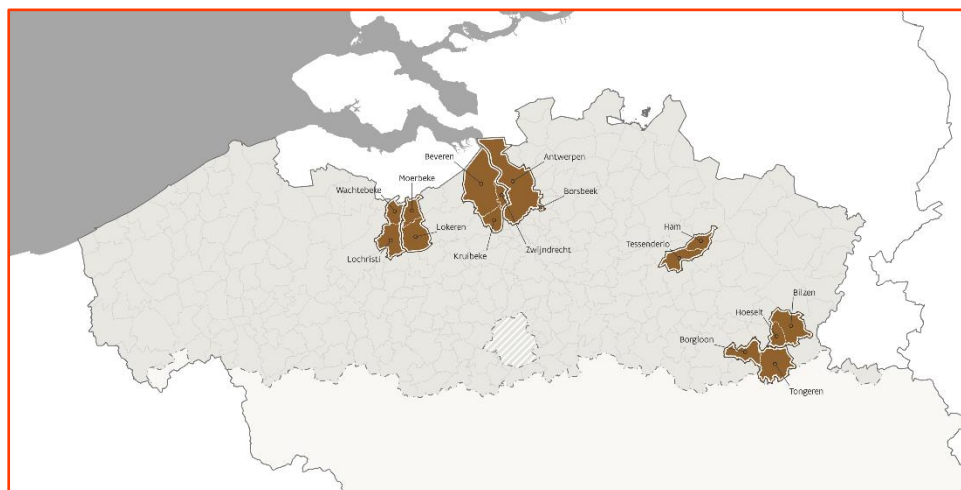 Beveren
Antwerpen
Moerbeke
Wachtebeke
Borsbeek
Lokeren
Ham
Zwijndrecht
Tessenderlo
Kruibeke
Lochristi
Bilzen
Hoeselt
Borgloon
Tongeren